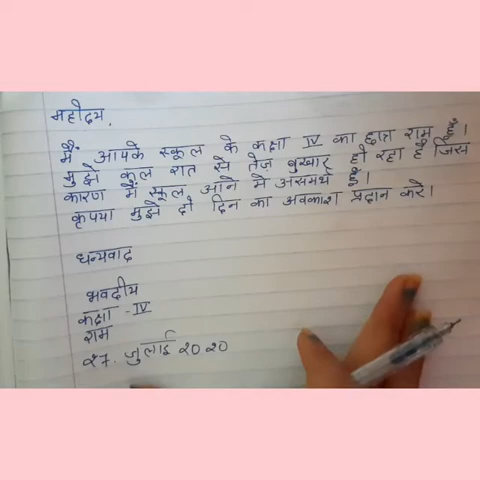 महोदय,
मैं आपके स्कूल के कक्षा IV का छात्र राम हूँ।
मुझे कल रात से तेज़ बुखार हो रहा है जिस
कारण मैं स्कूल आने में असमर्थ हूँ।
कृपया मुझे दो दिन का अवकाश प्रदान करे।
धन्यवाद
भवदीय
कक्षा - IV
राम
27. जुलाई 2020